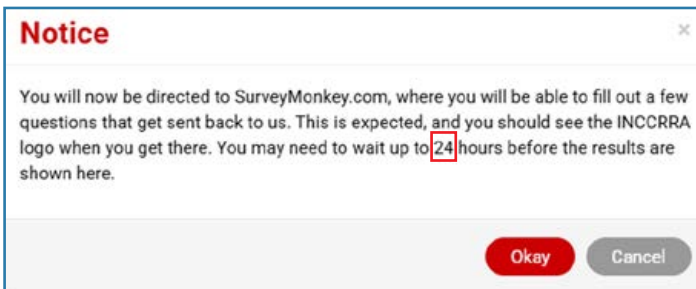 Notice
×
You will now be directed to SurveyMonkey.com, where you will be able to fill out a few
questions that get sent back to us. This is expected, and you should see the INCCRRA
logo when you get there. You may need to wait up to 24 hours before the results are
shown here.
Okay Cancel